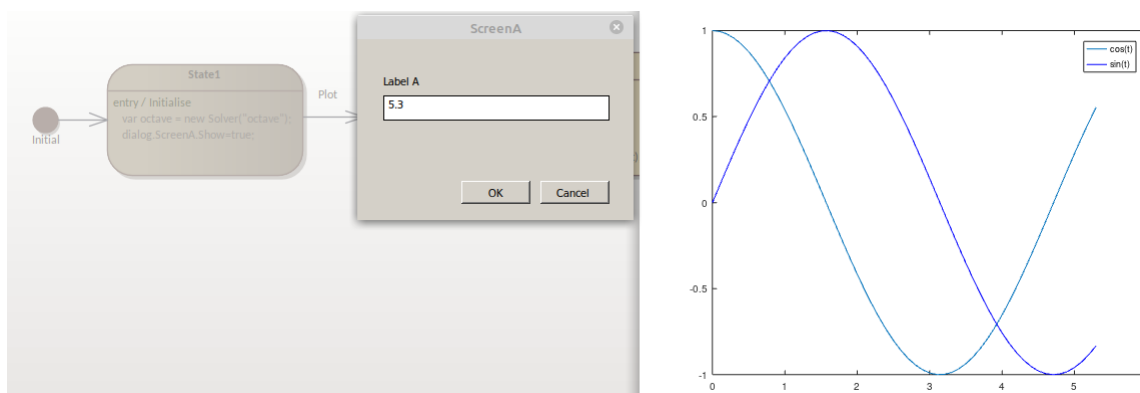 ScreenA
State1
Label A
5.3
entry / Initialise
var octave = new Solver("octave");
dialog.ScreenA.Show=true;
Plot
Initial
OK
Cancel
1
0.5
0
-0.5
-1
0
1
2
3
4
5
cos(t)
sin(t)